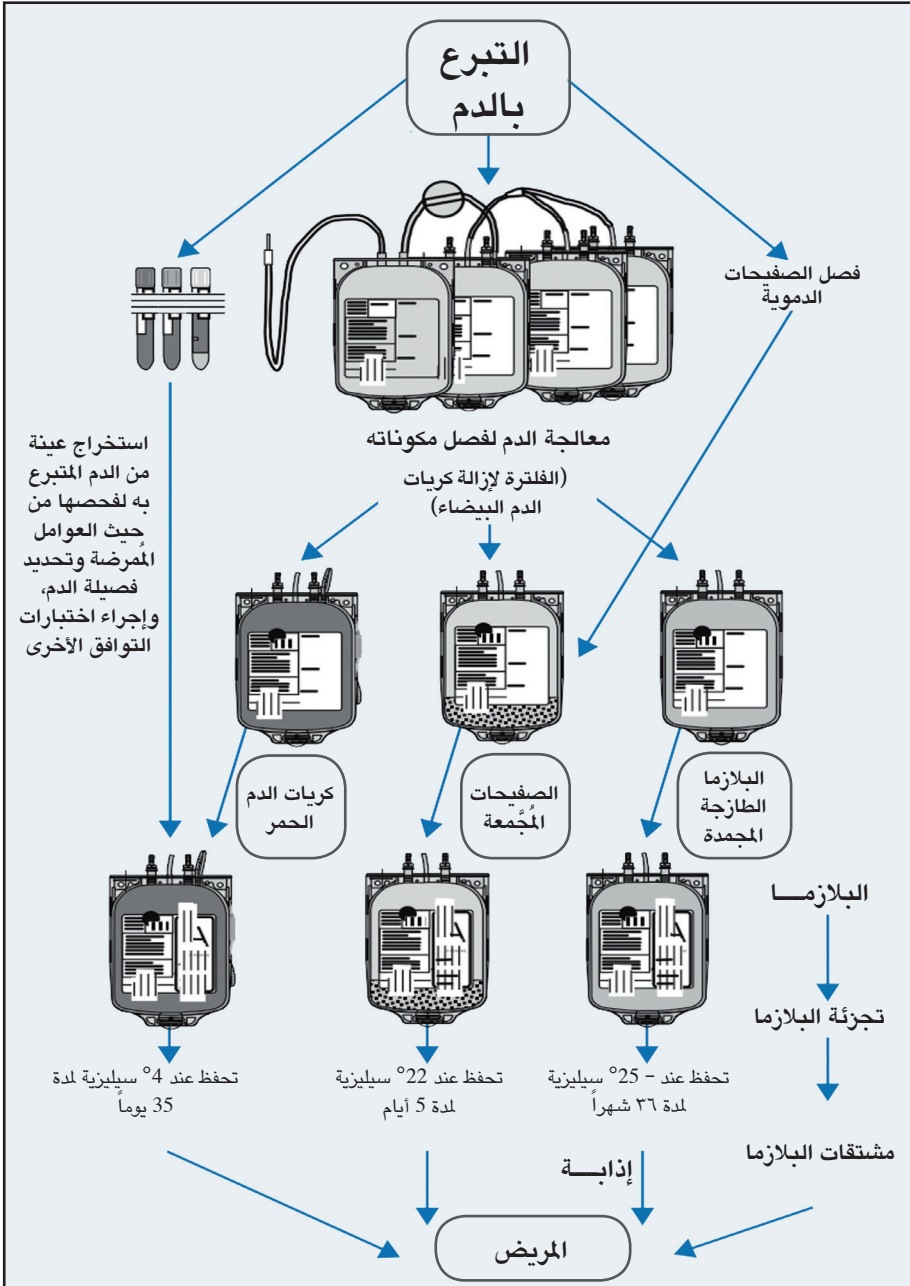 التبرع
بالدم
فصل الصفيحات
الدموية
معالجة الدم لفصل مكوناته
(الفلترة لإزالة كريات
الدم البيضاء)
استخراج عينة
من الدم المتبرع
به لفحصها من
حيث العوامل
المُمرضة وتحديد
فصيلة الدم،
وإجراء اختبارات
التوافق الأخرى
البلازما
الطازجة
المجمدة
الصفيحات
المُجَّمعة
كريات الدم
الحمر
البلازمـــا
تجزئة البلازما
مشتقات البلازما
تحفظ عند – 25° سيليزية
لمدة ٣٦ شهراً
تحفظ عند 22° سيليزية
لمدة 5 أيام
تحفظ عند 4° سيليزية لمدة
35 يوماً
إذابـــة
المريض